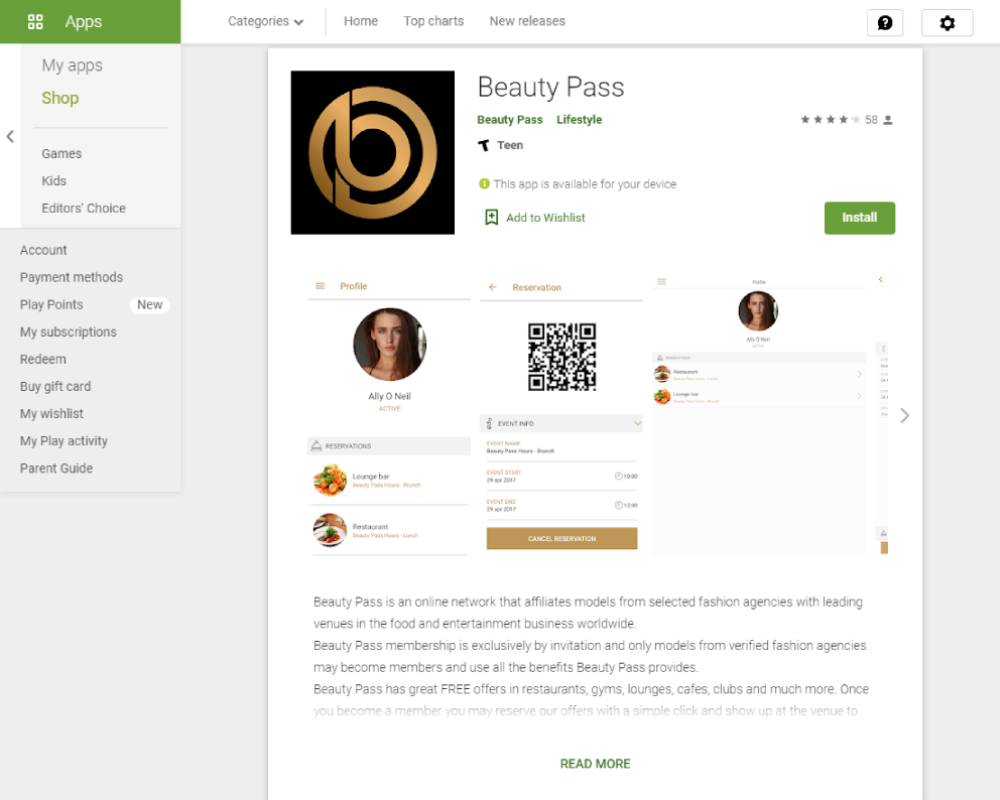 Apps
Categories
Home
Top charts
New releases
My apps
Shop
Games
Kids
Editors' Choice
Account
Payment methods
Play Points New
My subscriptions
Redeem
Buy gift card
My wishlist
My Play activity
Parent Guide
Beauty Pass
Beauty Pass Lifestyle
58
Teen
This app is available for your device
Add to Wishlist
Install
Profile
Ally O Neil
ACTIVE
RESERVATIONS
Lounge bar
Beauty Pass Hours - Brunch
Restaurant
Beauty Pass Hours - Lunch
Reservation
EVENT INFO
EVENT NAME
Beauty Pass Hours - Brunch
EVENT START
29 apr 2017 10:00
EVENT END
29 apr 2017 12:00
CANCEL RESERVATION
Profile
Ally O Neil
ACTIVE
RESERVATIONS
Restaurant
Beauty Pass Hours - Lunch
Lounge bar
Beauty Pass Hours - Brunch
Beauty Pass is an online network that affiliates models from selected fashion agencies with leading
venues in the food and entertainment business worldwide.
Beauty Pass membership is exclusively by invitation and only models from verified fashion agencies
may become members and use all the benefits Beauty Pass provides.
Beauty Pass has great FREE offers in restaurants, gyms, lounges, cafes, clubs and much more. Once
you become a member you may reserve our offers with a simple click and show up at the venue to
READ MORE